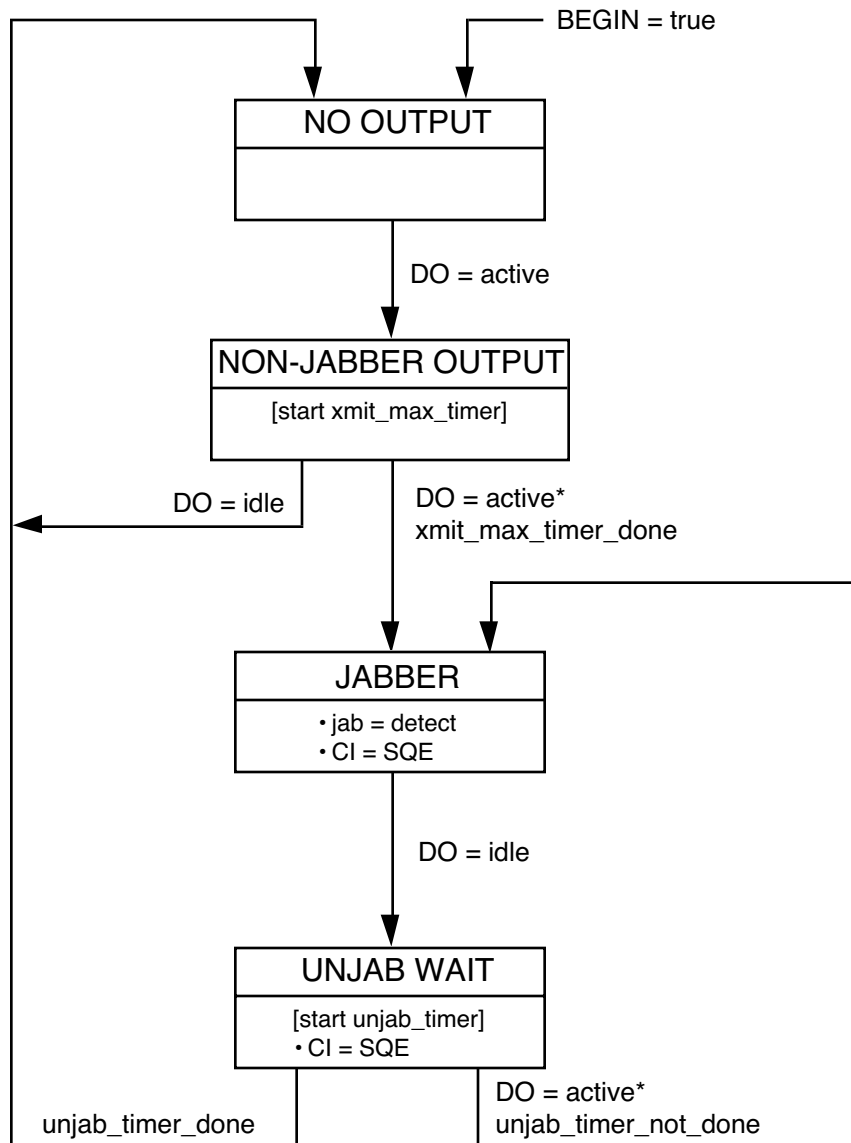 BEGIN = true
NO OUTPUT
DO = active
NON-JABBER OUTPUT
[start xmit_max_timer]
DO = idle
DO = active*
xmit_max_timer_done
JABBER
• jab = detect
• CI = SQE
DO = idle
UNJAB WAIT
[start unjab_timer]
• CI = SQE
unjab_timer_done
DO = active*
unjab_timer_not_done